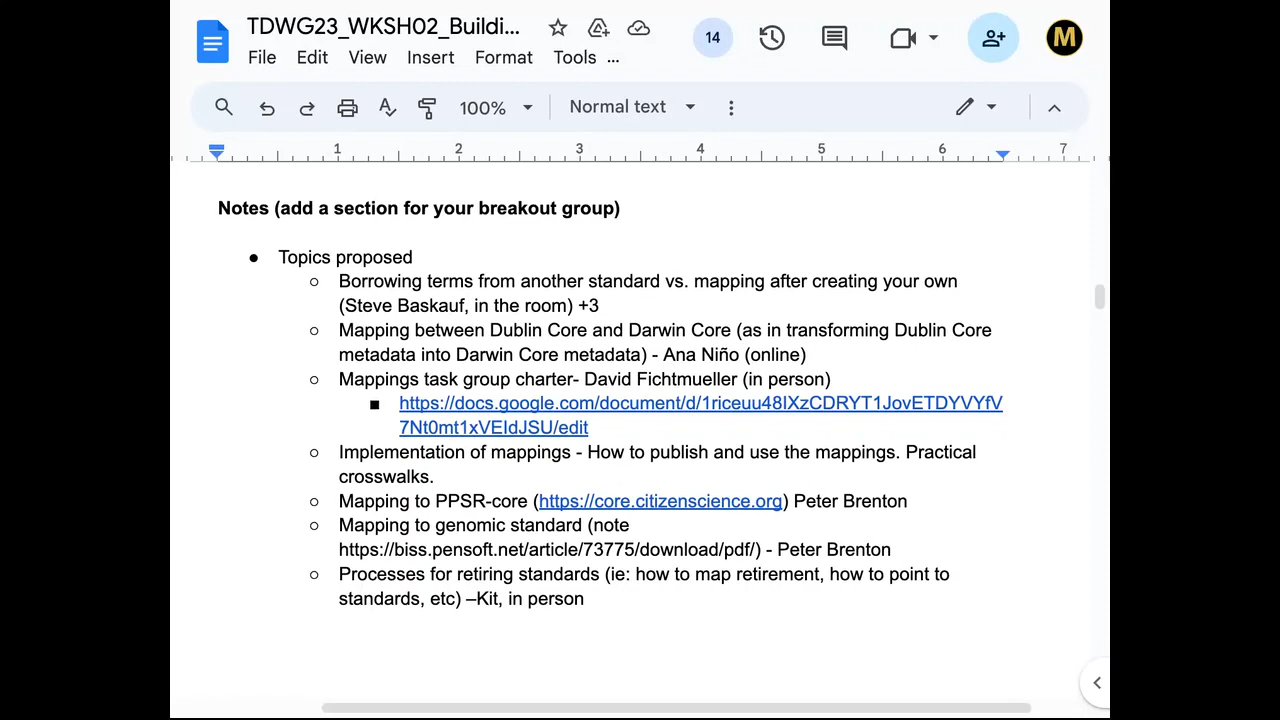 TDWG23_WKSH02_Buildi...
14
M
File Edit View Insert Format Tools ...
100% Normal text
1 2 3 4 5 6 7
Notes (add a section for your breakout group)
● Topics proposed
○ Borrowing terms from another standard vs. mapping after creating your own
(Steve Baskauf, in the room) +3
○ Mapping between Dublin Core and Darwin Core (as in transforming Dublin Core
metadata into Darwin Core metadata) - Ana Niño (online)
○ Mappings task group charter- David Fichtmueller (in person)
■ https://docs.google.com/document/d/1riceuu48IXzCDRYT1JovETDYVYfV
7Nt0mt1xVEIdJSU/edit
○ Implementation of mappings - How to publish and use the mappings. Practical
crosswalks.
○ Mapping to PPSR-core (https://core.citizenscience.org) Peter Brenton
○ Mapping to genomic standard (note
https://biss.pensoft.net/article/73775/download/pdf/) - Peter Brenton
○ Processes for retiring standards (ie: how to map retirement, how to point to
standards, etc) –Kit, in person